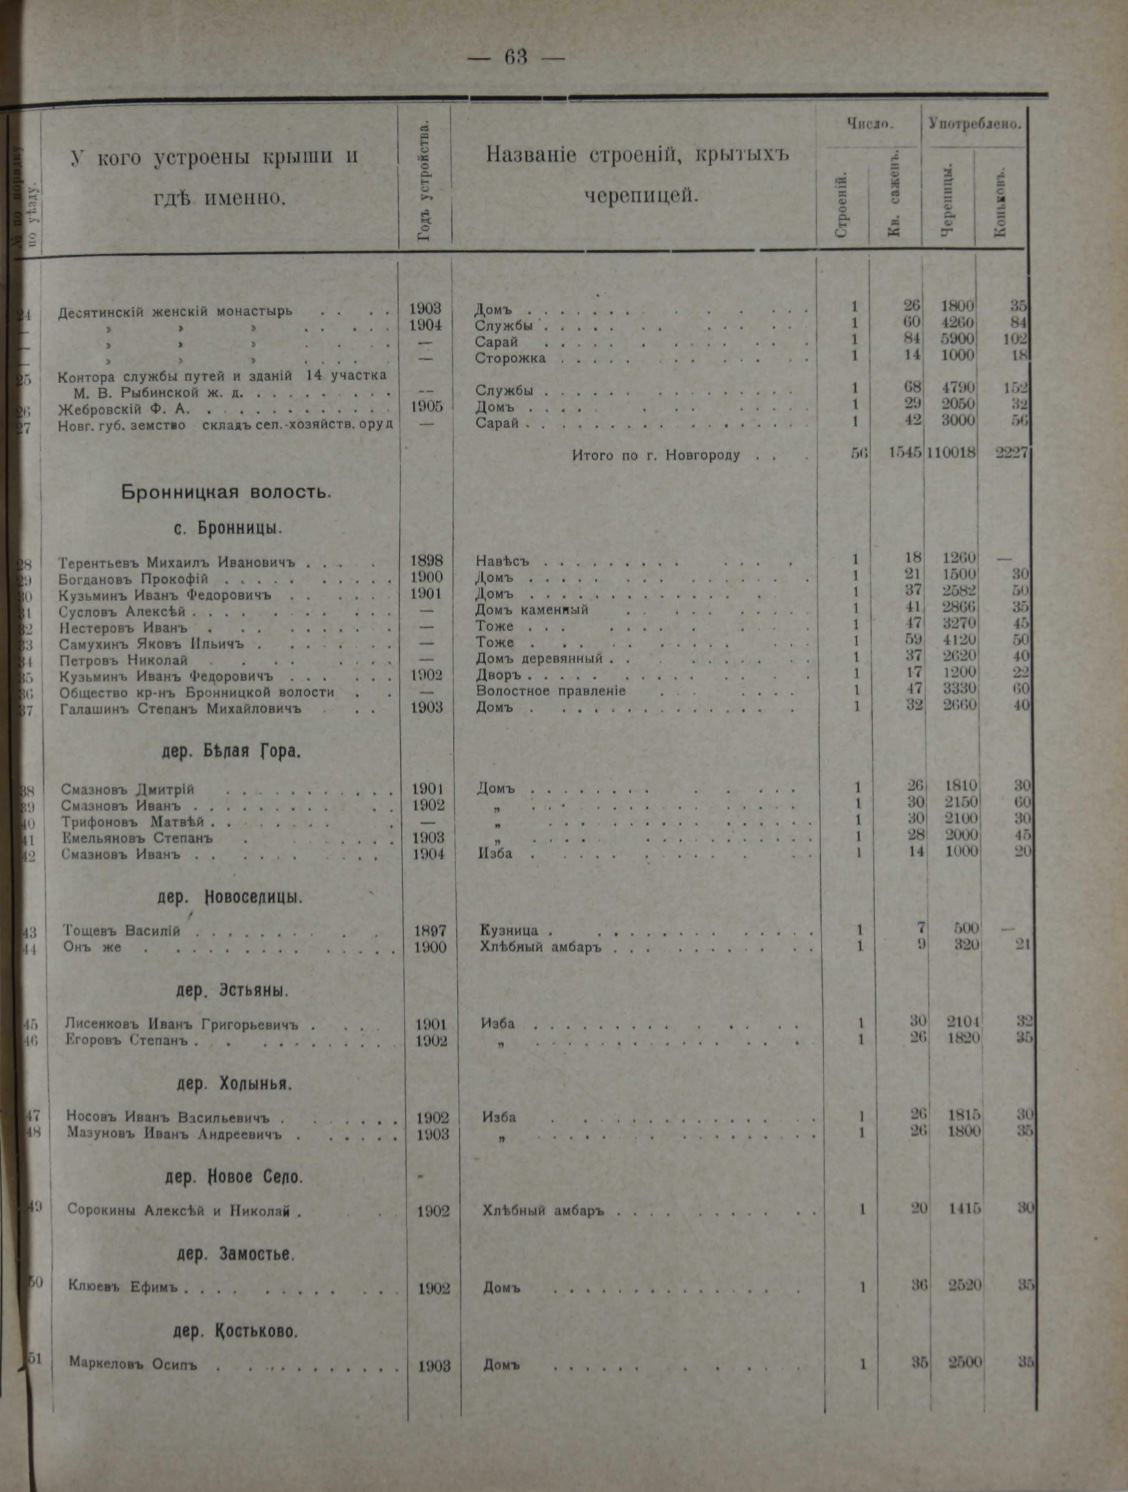 — 63 —
по уѣзду.
У кого устроены крыши и
гдѣ именно.
Годъ устройства.
Названіе строеній, крытыхъ
черепицей.
Число.
Строеній.
Кв. сажен.
Употреблено.
Черепицы.
Коньковъ.
24 Десятинскій женскій монастырь . . . . 1903 Домъ 1 26 1800 35
— » » » 1904 Службы 1 60 4260 84
— » » » — Сарай 1 84 5900 102
— » » » — Сторожка 1 14 1000 18
25 Контора службы путей и зданій 14 участка
М. В. Рыбинской ж. д. — Службы 1 68 4790 152
26 Жебровскій Ф. А. 1905 Домъ 1 29 2050 32
27 Новг. губ. земство складъ сел.-хозяйств. оруд — Сарай 1 42 3000 56
Итого по г. Новгороду . . . 56 1545 110018 2227
Бронницкая волость.
с. Бронницы.
28 Терентьевъ Михаилъ Ивановичъ 1898 Навѣсъ 1 18 1260 —
29 Богдановъ Прокофій 1900 Домъ 1 21 1500 30
30 Кузьминъ Иванъ Федоровичъ 1901 Домъ 1 37 2582 50
31 Сусловъ Алексѣй — Домъ каменный 1 41 2866 35
32 Нестеровъ Иванъ — Тоже 1 47 3270 45
33 Самухинъ Яковъ Ильичъ — Тоже 1 59 4120 50
34 Петровъ Николай — Домъ деревянный 1 37 2620 40
35 Кузьминъ Иванъ Федоровичъ 1902 Дворъ 1 17 1200 22
36 Общество кр-нъ Бронницкой волости — Волостное правленіе 1 47 3330 60
37 Галашинъ Степанъ Михайловичъ 1903 Домъ 1 32 2660 40
дер. Бѣлая Гора.
38 Смазновъ Дмитрій 1901 Домъ 1 26 1810 30
39 Смазновъ Иванъ 1902 „ 1 30 2150 60
40 Трифоновъ Матвѣй — „ 1 30 2100 30
41 Емельяновъ Степанъ 1903 „ 1 28 2000 45
42 Смазновъ Иванъ 1904 Изба 1 14 1000 20
дер. Новоселицы.
43 Тощевъ Василій 1897 Кузница 1 7 500 —
44 Онъ же 1900 Хлѣбный амбаръ 1 9 320 21
дер. Эстьяны.
45 Лисенковъ Иванъ Григорьевичъ 1901 Изба 1 30 2104 32
46 Егоровъ Степанъ 1902 „ 1 26 1820 35
дер. Холынья.
47 Носовъ Иванъ Васильевичъ 1902 Изба 1 26 1815 30
48 Мазуновъ Иванъ Андреевичъ 1903 „ 1 26 1800 35
дер. Новое Село.
49 Сорокины Алексѣй и Николай 1902 Хлѣбный амбаръ 1 20 1415 30
дер. Замостье.
50 Клюевъ Ефимъ 1902 Домъ 1 36 2520 35
дер. Костьково.
51 Маркеловъ Осипъ 1903 Домъ 1 35 2500 35